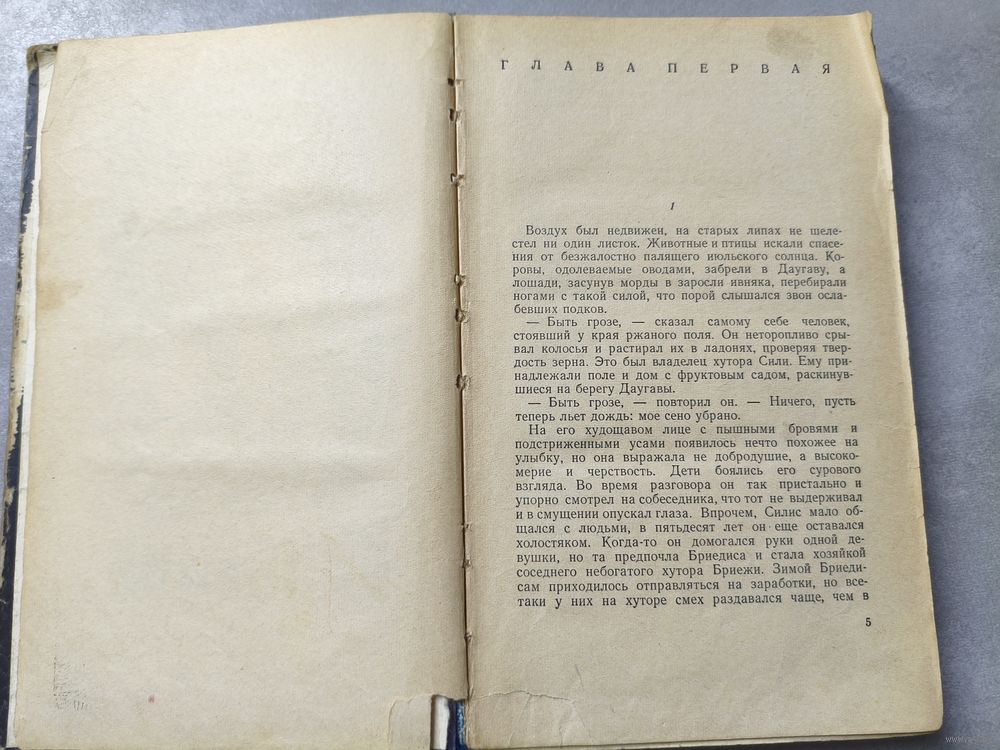 ГЛАВА ПЕРВАЯ
1
Воздух был недвижен, на старых липах не шеле-
стел ни один листок. Животные и птицы искали спасе-
ния от безжалостно палящего июльского солнца. Ко-
ровы, одолеваемые оводами, забрели в Даугаву, а
лошади, засунув морды в заросли ивняка, перебирали
ногами с такой силой, что порой слышался звон осла-
бевших подков.
— Быть грозе, — сказал самому себе человек,
стоявший у края ржаного поля. Он неторопливо сры-
вал колосья и растирал их в ладонях, проверяя твер-
дость зерна. Это был владелец хутора Сили. Ему при-
надлежали поле и дом с фруктовым садом, раскинув-
шиеся на берегу Даугавы.
— Быть грозе, — повторил он. — Ничего, пусть
теперь льет дождь: мое сено убрано.
На его худощавом лице с пышными бровями и
подстриженными усами появилось нечто похожее на
улыбку, но она выражала не добродушие, а высоко-
мерие и черствость. Дети боялись его сурового
взгляда. Во время разговора он так пристально и
упорно смотрел на собеседника, что тот не выдерживал
и в смущении опускал глаза. Впрочем, Силис мало об-
щался с людьми, в пятьдесят лет он еще оставался
холостяком. Когда-то он домогался руки одной де-
вушки, но та предпочла Бриедиса и стала хозяйкой
соседнего небогатого хутора Бриежи. Зимой Бриеди-
сам приходилось отправляться на заработки, но все-
таки у них на хуторе смех раздавался чаще, чем в
5